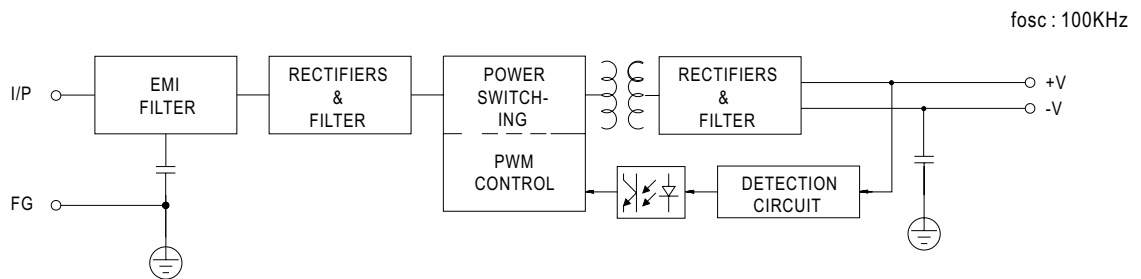 fosc : 100KHz
I/P
EMI
FILTER
RECTIFIERS
&
FILTER
POWER
SWITCH-
ING
PWM
CONTROL
RECTIFIERS
&
FILTER
+V
-V
DETECTION
CIRCUIT
FG